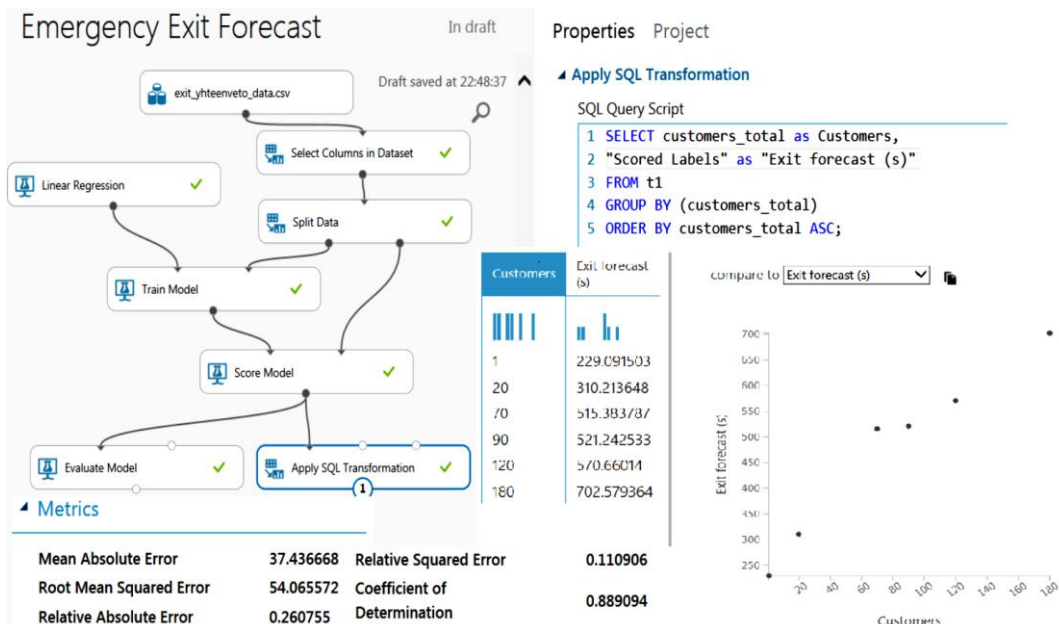 Emergency Exit Forecast
In draft
Draft saved at 22:48:37
exit_yhteenveto_data.csv
Select Columns in Dataset
Linear Regression
Split Data
Train Model
Score Model
Evaluate Model
Apply SQL Transformation
1
Properties Project
Apply SQL Transformation
SQL Query Script
1 SELECT customers_total as Customers,
2 "Scored Labels" as "Exit forecast (s)"
3 FROM t1
4 GROUP BY (customers_total)
5 ORDER BY customers_total ASC;
Customers Exit forecast (s)
1 229.091503
20 310.213648
70 515.383787
90 521.242533
120 570.66014
180 702.579364
compare to Exit forecast (s)
Exit forecast (s)
700
650
600
550
500
450
400
350
300
250
20 40 60 80 100 120 140 160 180
Customers
Metrics
Mean Absolute Error 37.436668
Root Mean Squared Error 54.065572
Relative Absolute Error 0.260755
Relative Squared Error 0.110906
Coefficient of
Determination 0.889094